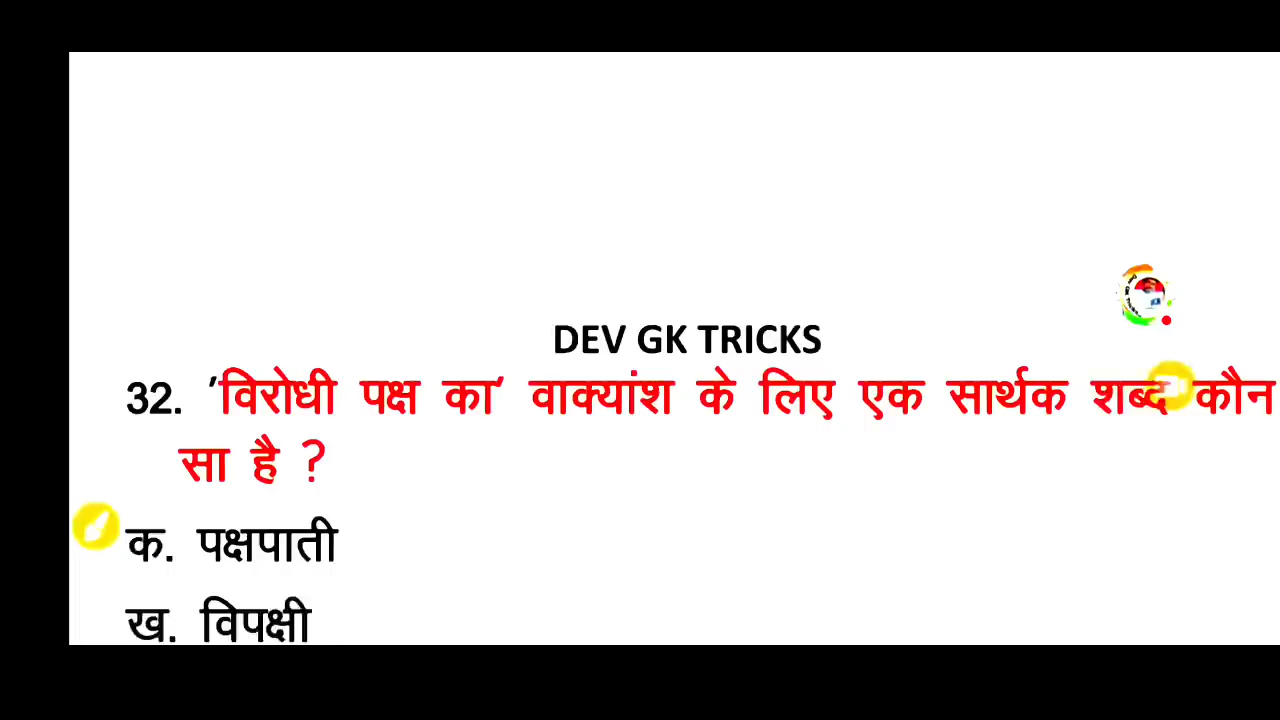 DEV GK TRICKS
32. 'विरोधी पक्ष का' वाक्यांश के लिए एक सार्थक शब्द कौन
सा है ?
क. पक्षपाती
ख. विपक्षी